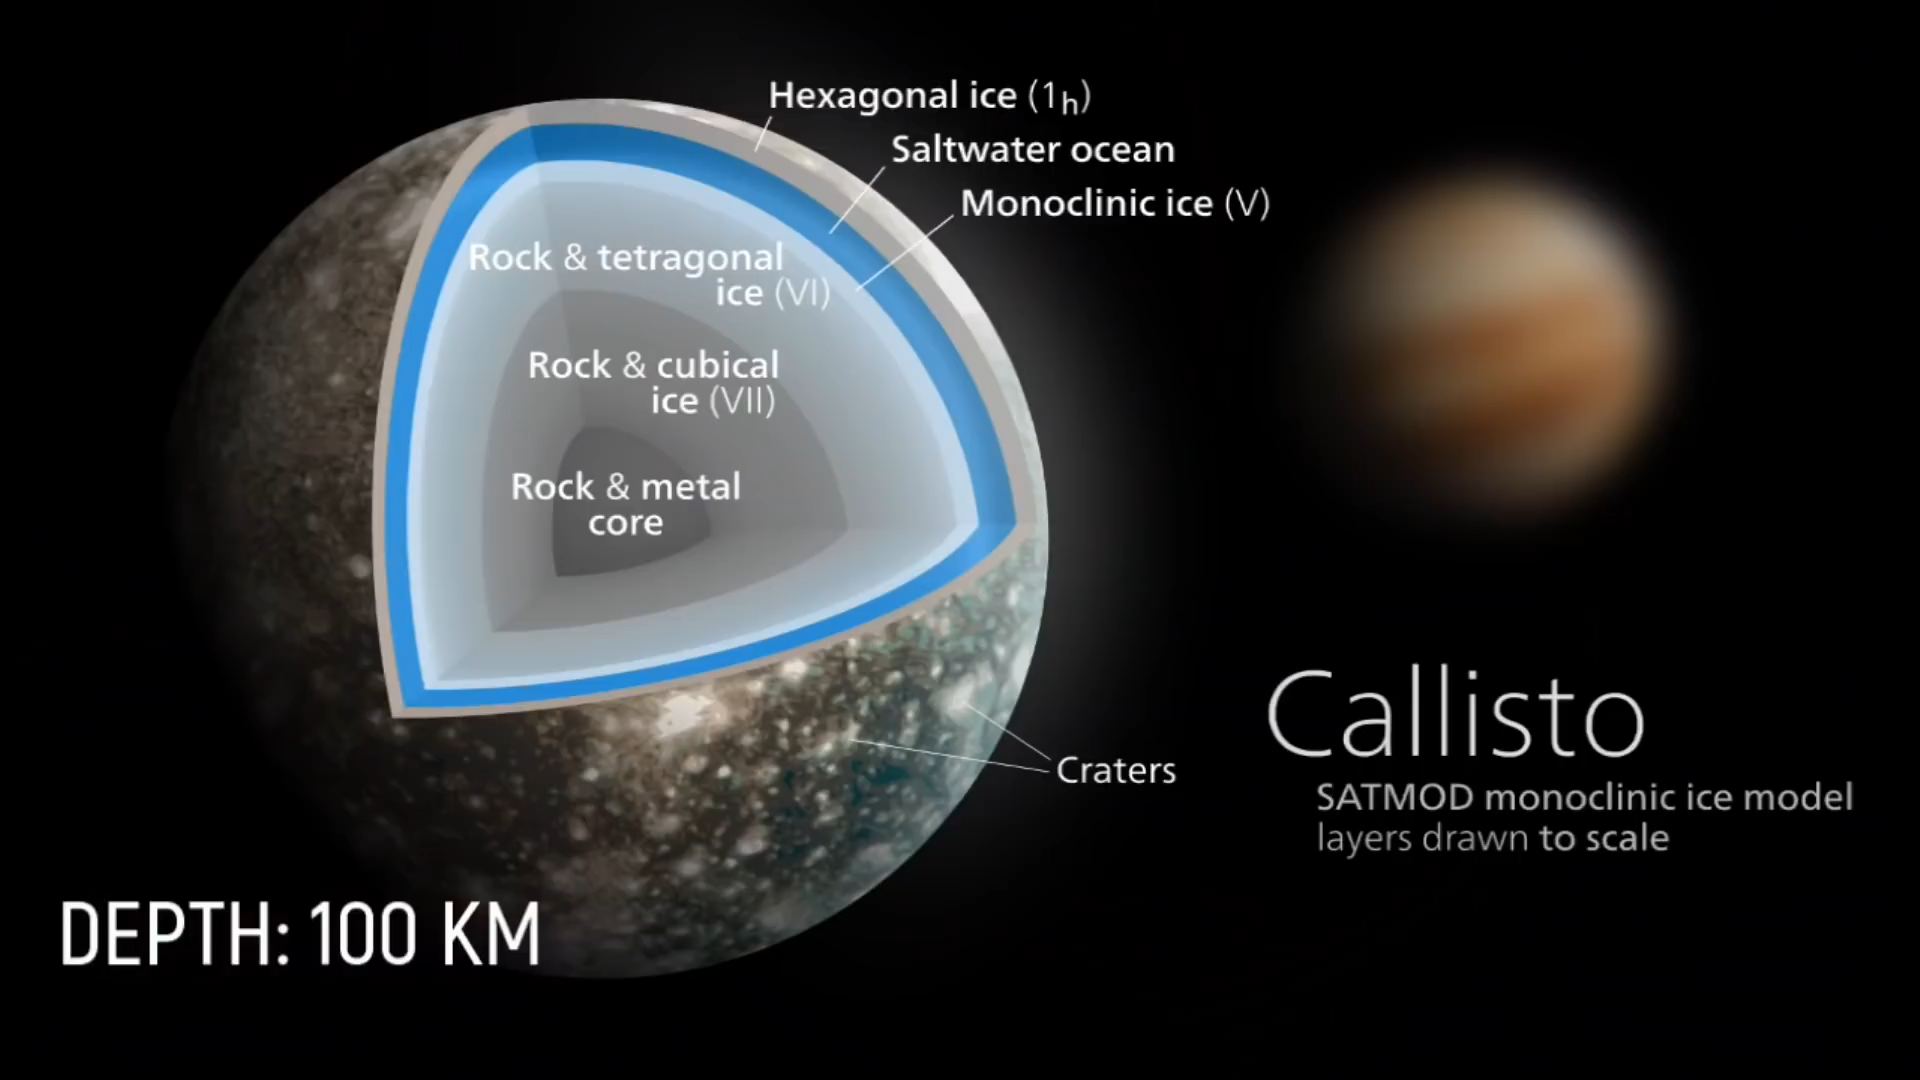 Hexagonal ice (1h)
Saltwater ocean
Monoclinic ice (V)
Rock & tetragonal
ice (VI)
Rock & cubical
ice (VII)
Rock & metal
core
Craters
Callisto
SATMOD monoclinic ice model
layers drawn to scale
DEPTH: 100 KM